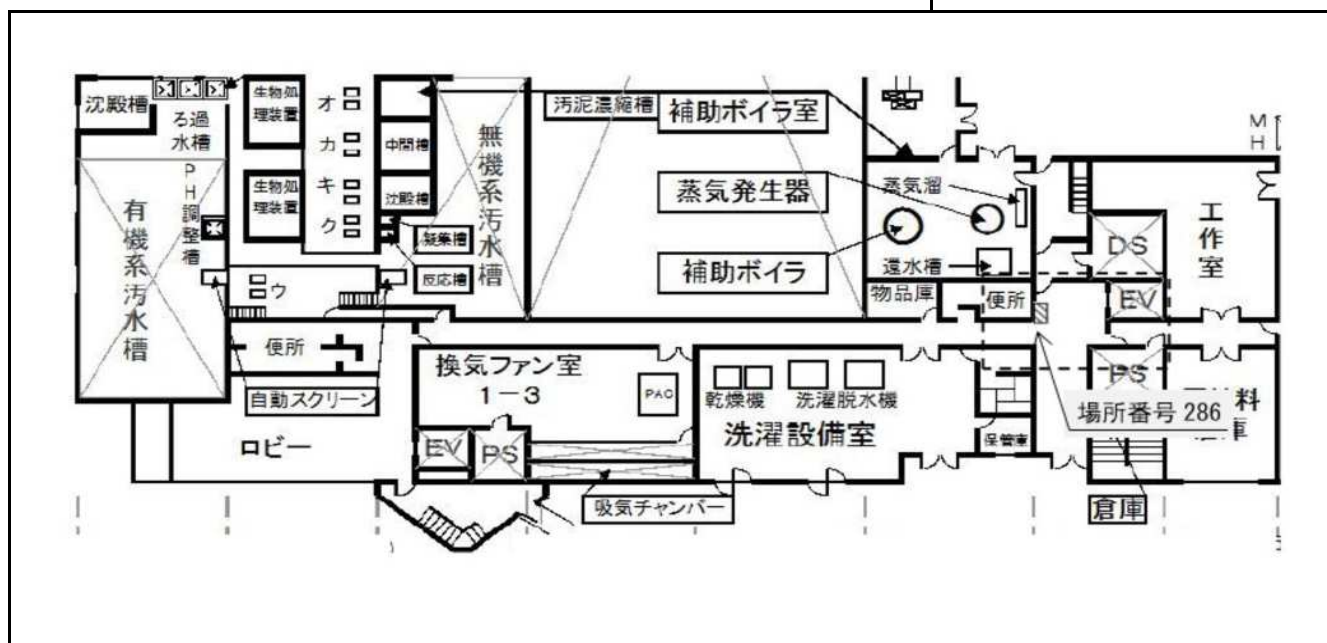 沈殿槽
ろ過
水槽
生物処
理装置
オ
カ
キ
ク
中間槽
沈殿槽
凝集槽
反応槽
生物処
理装置
PH調整槽
有機系汚水槽
無機系汚水槽
ウ
便所
自動スクリーン
ロビー
汚泥濃縮槽
補助ボイラ室
蒸気発生器
補助ボイラ
蒸気溜
還水槽
物品庫
便所
DS
EV
工作室
MH
換気ファン室
1-3
PAC
EV
PS
吸気チャンバー
乾燥機
洗濯脱水機
洗濯設備室
保管庫
PS
場所番号 286
料
庫
倉庫